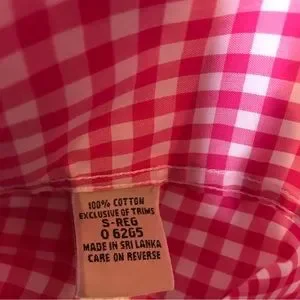 100% COTTON
EXCLUSIVE OF TRIMS
S-REG
0 6265
MADE IN SRI LANKA
CARE ON REVERSE